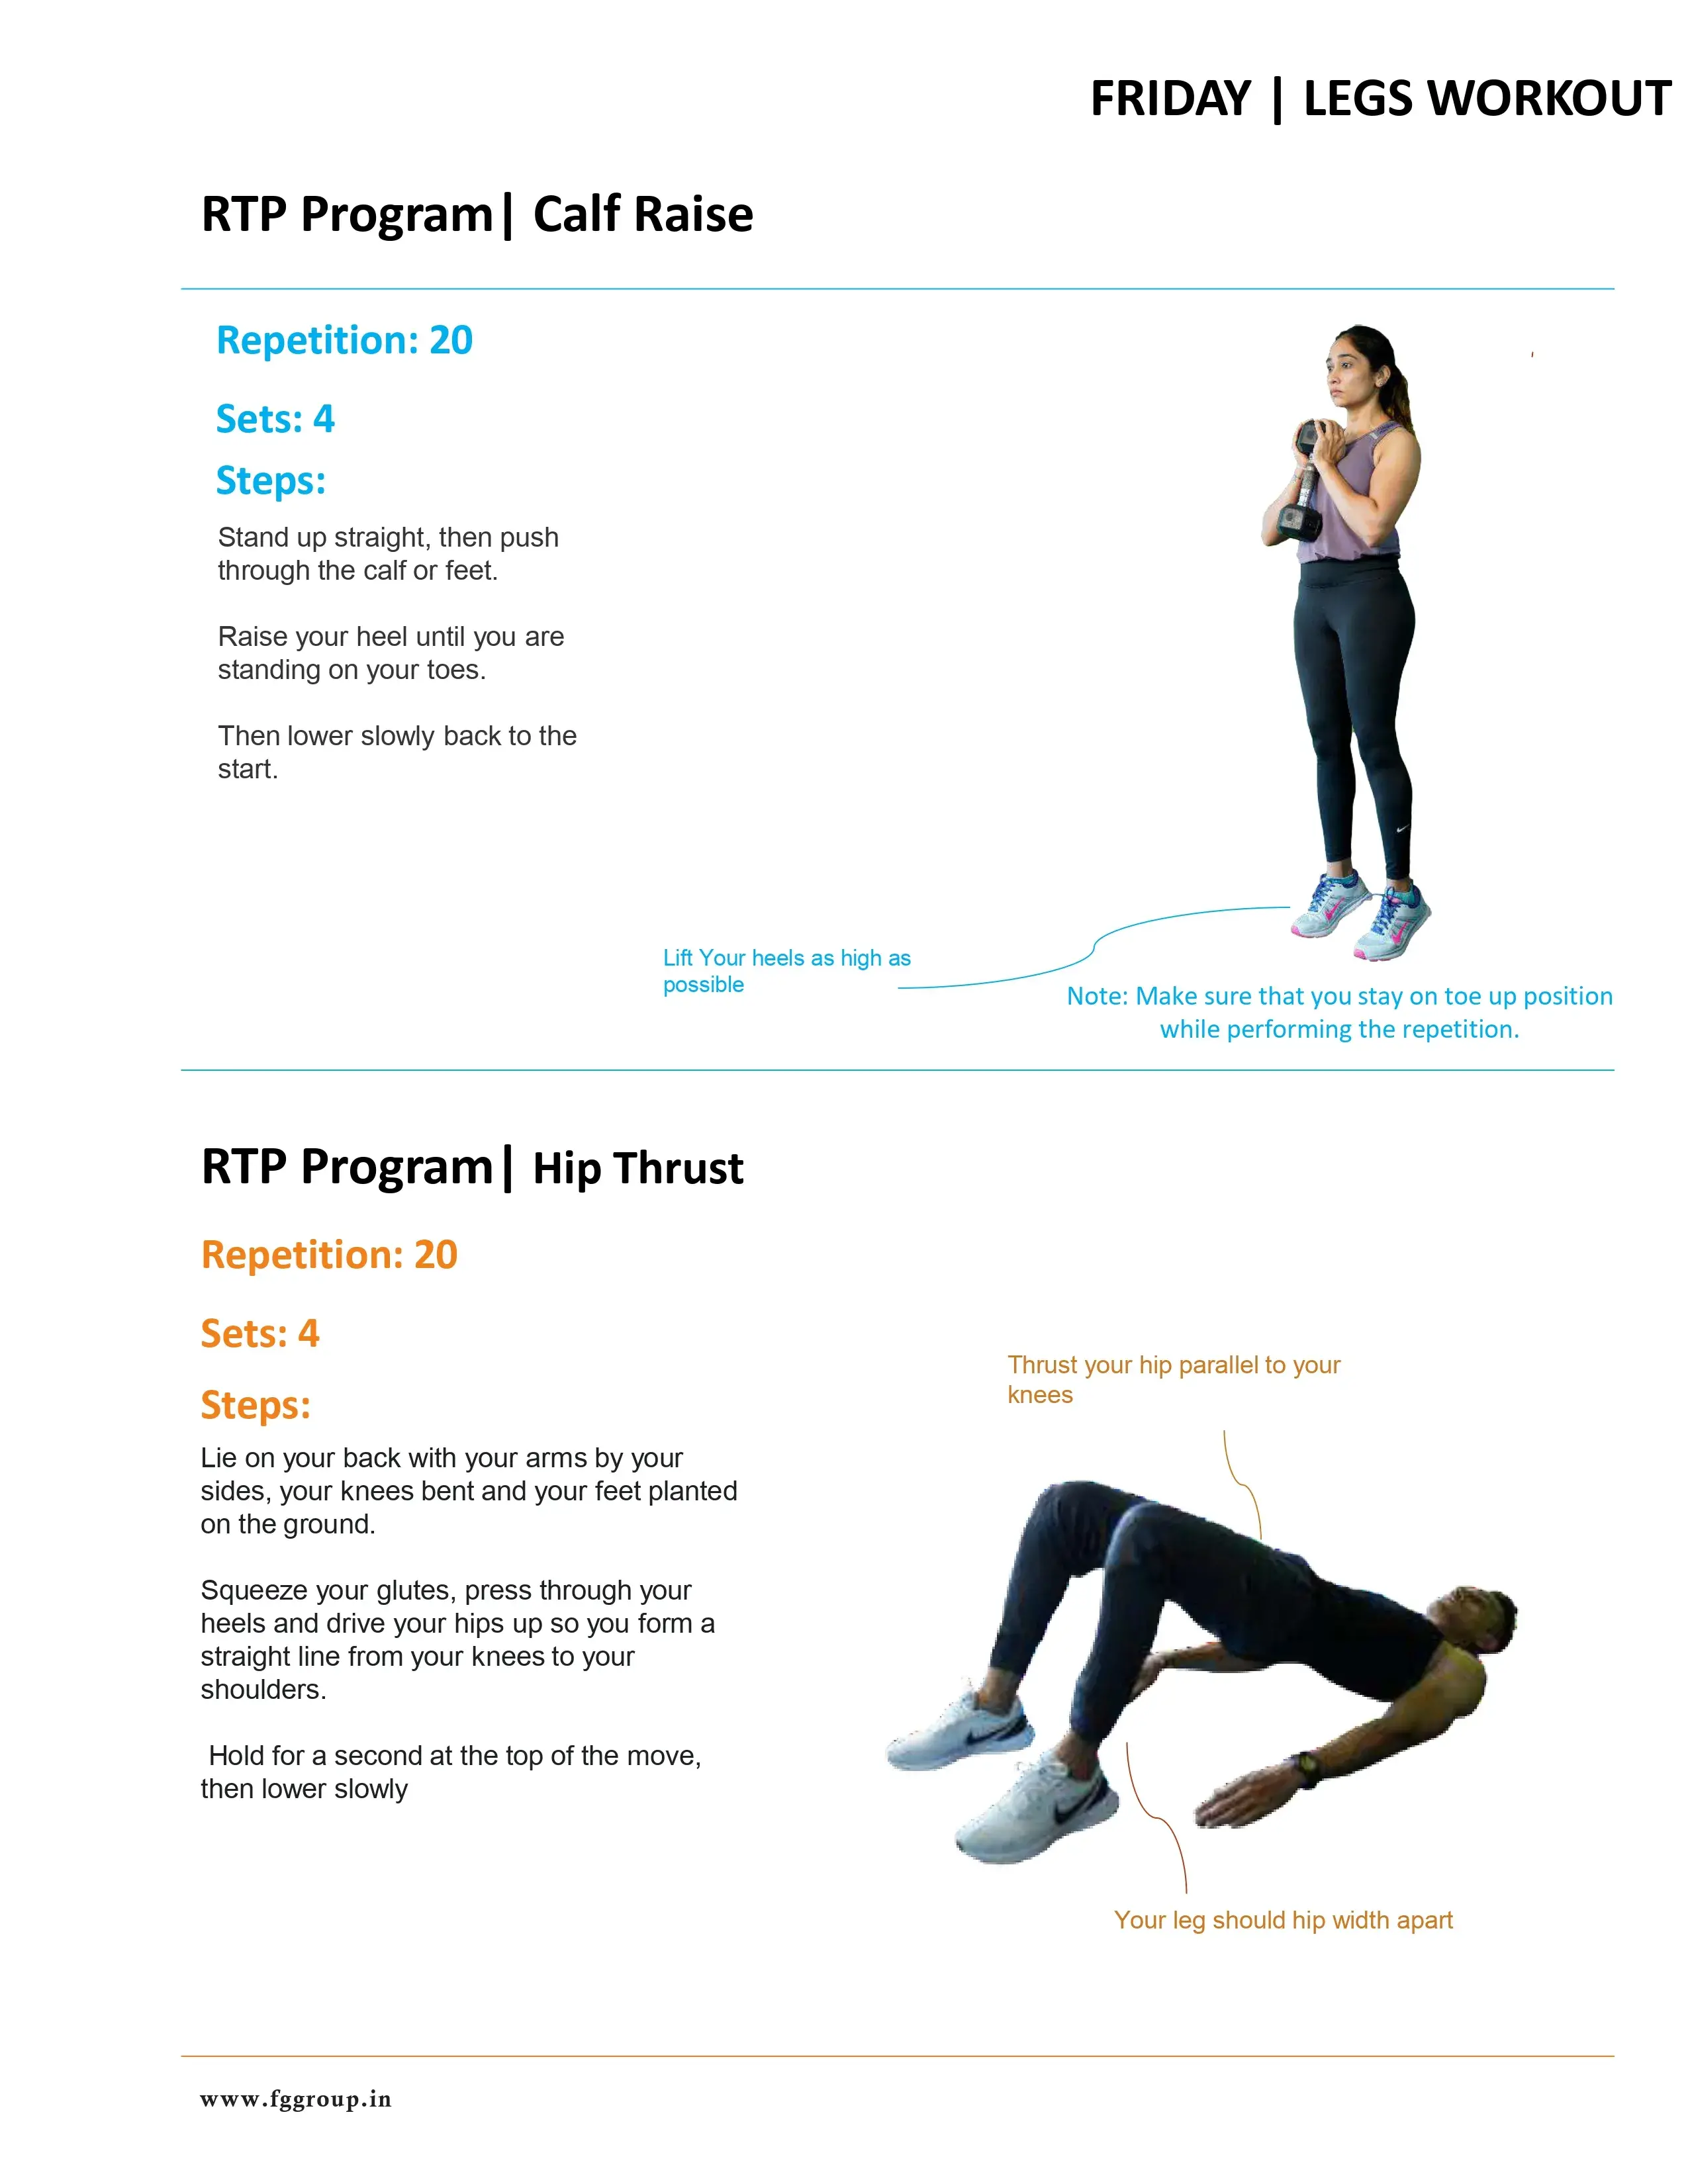 FRIDAY | LEGS WORKOUT
RTP Program| Calf Raise
Repetition: 20
Sets: 4
Steps:
Stand up straight, then push
through the calf or feet.
Raise your heel until you are
standing on your toes.
Then lower slowly back to the
start.
Lift Your heels as high as
possible
Note: Make sure that you stay on toe up position
while performing the repetition.
RTP Program| Hip Thrust
Repetition: 20
Sets: 4
Steps:
Lie on your back with your arms by your
sides, your knees bent and your feet planted
on the ground.
Squeeze your glutes, press through your
heels and drive your hips up so you form a
straight line from your knees to your
shoulders.
Hold for a second at the top of the move,
then lower slowly
Thrust your hip parallel to your
knees
Your leg should hip width apart
www.fggroup.in